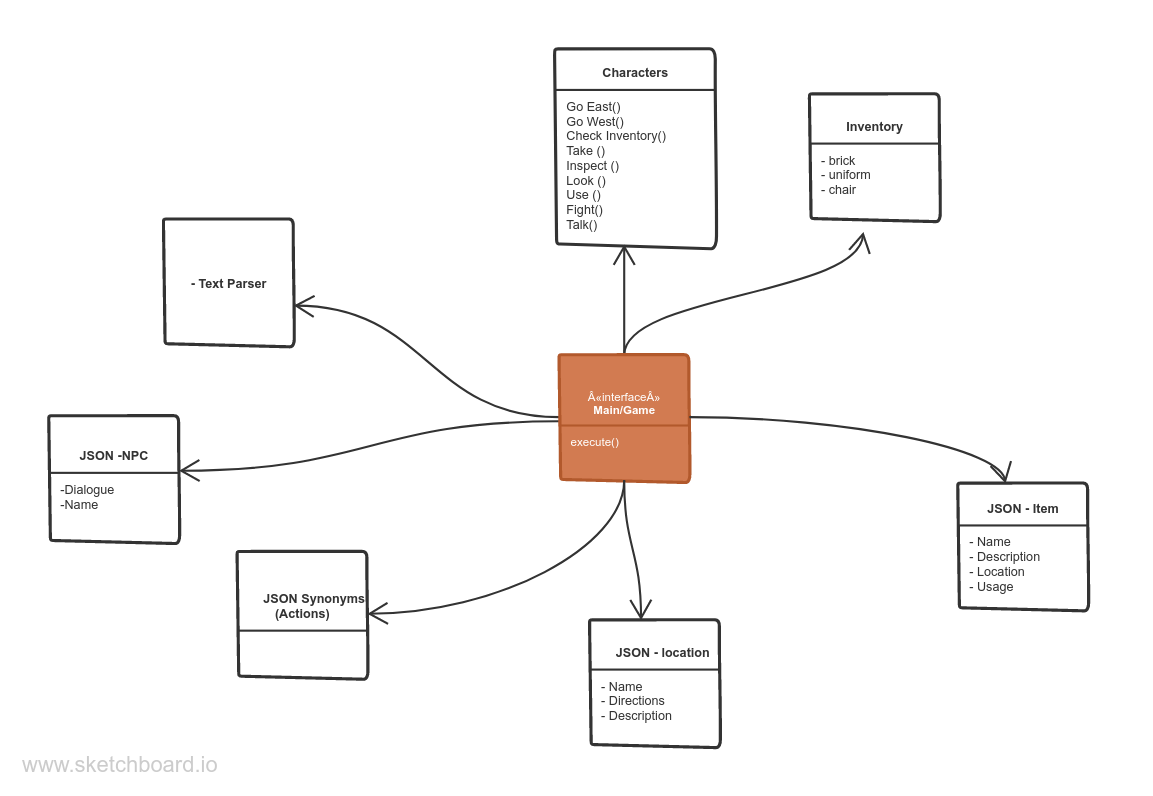 Characters
Go East()
Go West()
Check Inventory()
Take ()
Inspect ()
Look ()
Use ()
Fight()
Talk()
Inventory
- brick
- uniform
- chair
- Text Parser
Â«interfaceÂ»
Main/Game
execute()
JSON -NPC
-Dialogue
-Name
JSON - Item
- Name
- Description
- Location
- Usage
JSON Synonyms
(Actions)
JSON - location
- Name
- Directions
- Description
www.sketchboard.io